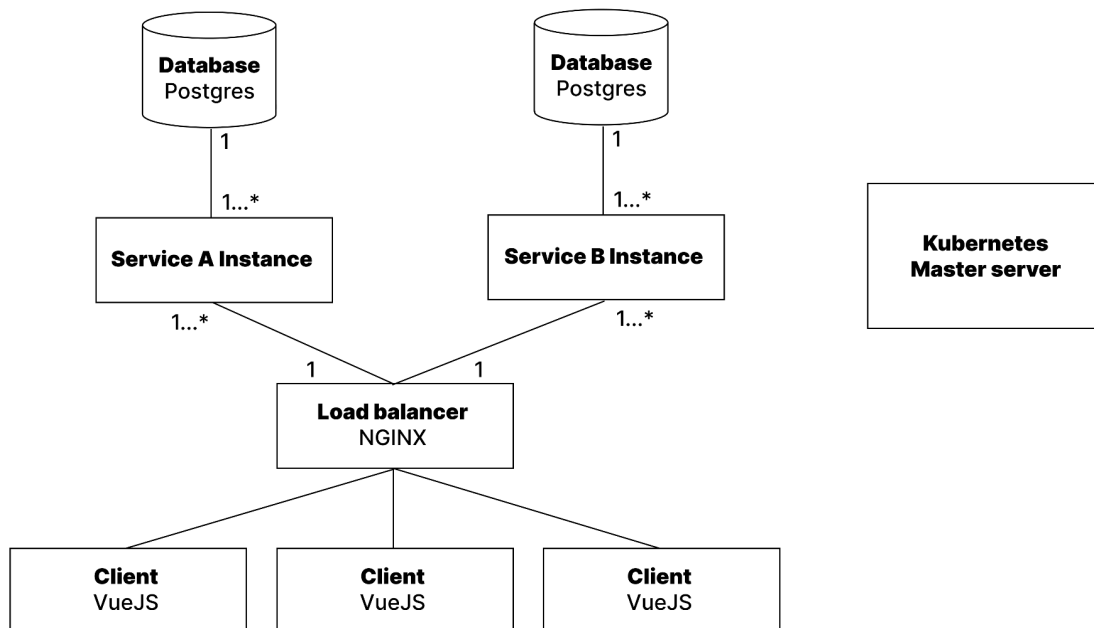 Database
Postgres
Database
Postgres
1
1
1...*
1...*
Service A Instance
Service B Instance
Kubernetes
Master server
1...*
1...*
1
1
Load balancer
NGINX
Client
VueJS
Client
VueJS
Client
VueJS